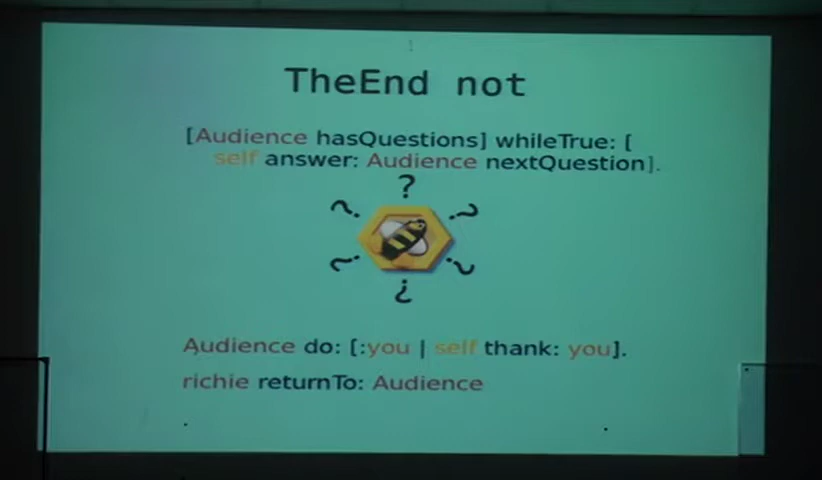 TheEnd not
[Audience hasQuestions] whileTrue: [
self answer: Audience nextQuestion].
?
? ?
? ?
?
Audience do: [:you | self thank: you].
richie returnTo: Audience